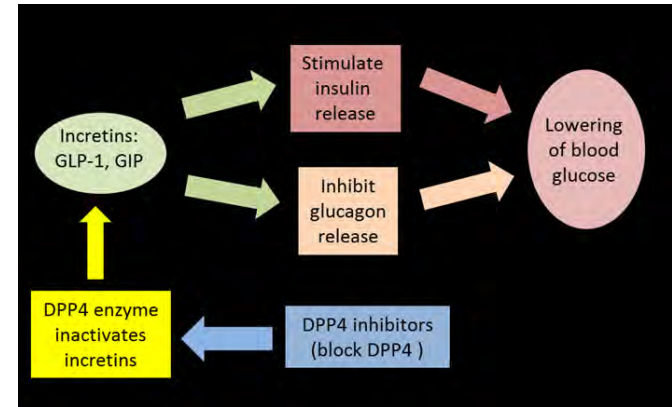 Stimulate
insulin
release
Incretins:
GLP-1, GIP
Lowering
of blood
glucose
Inhibit
glucagon
release
DPP4 enzyme
inactivates
incretins
DPP4 inhibitors
(block DPP4 )